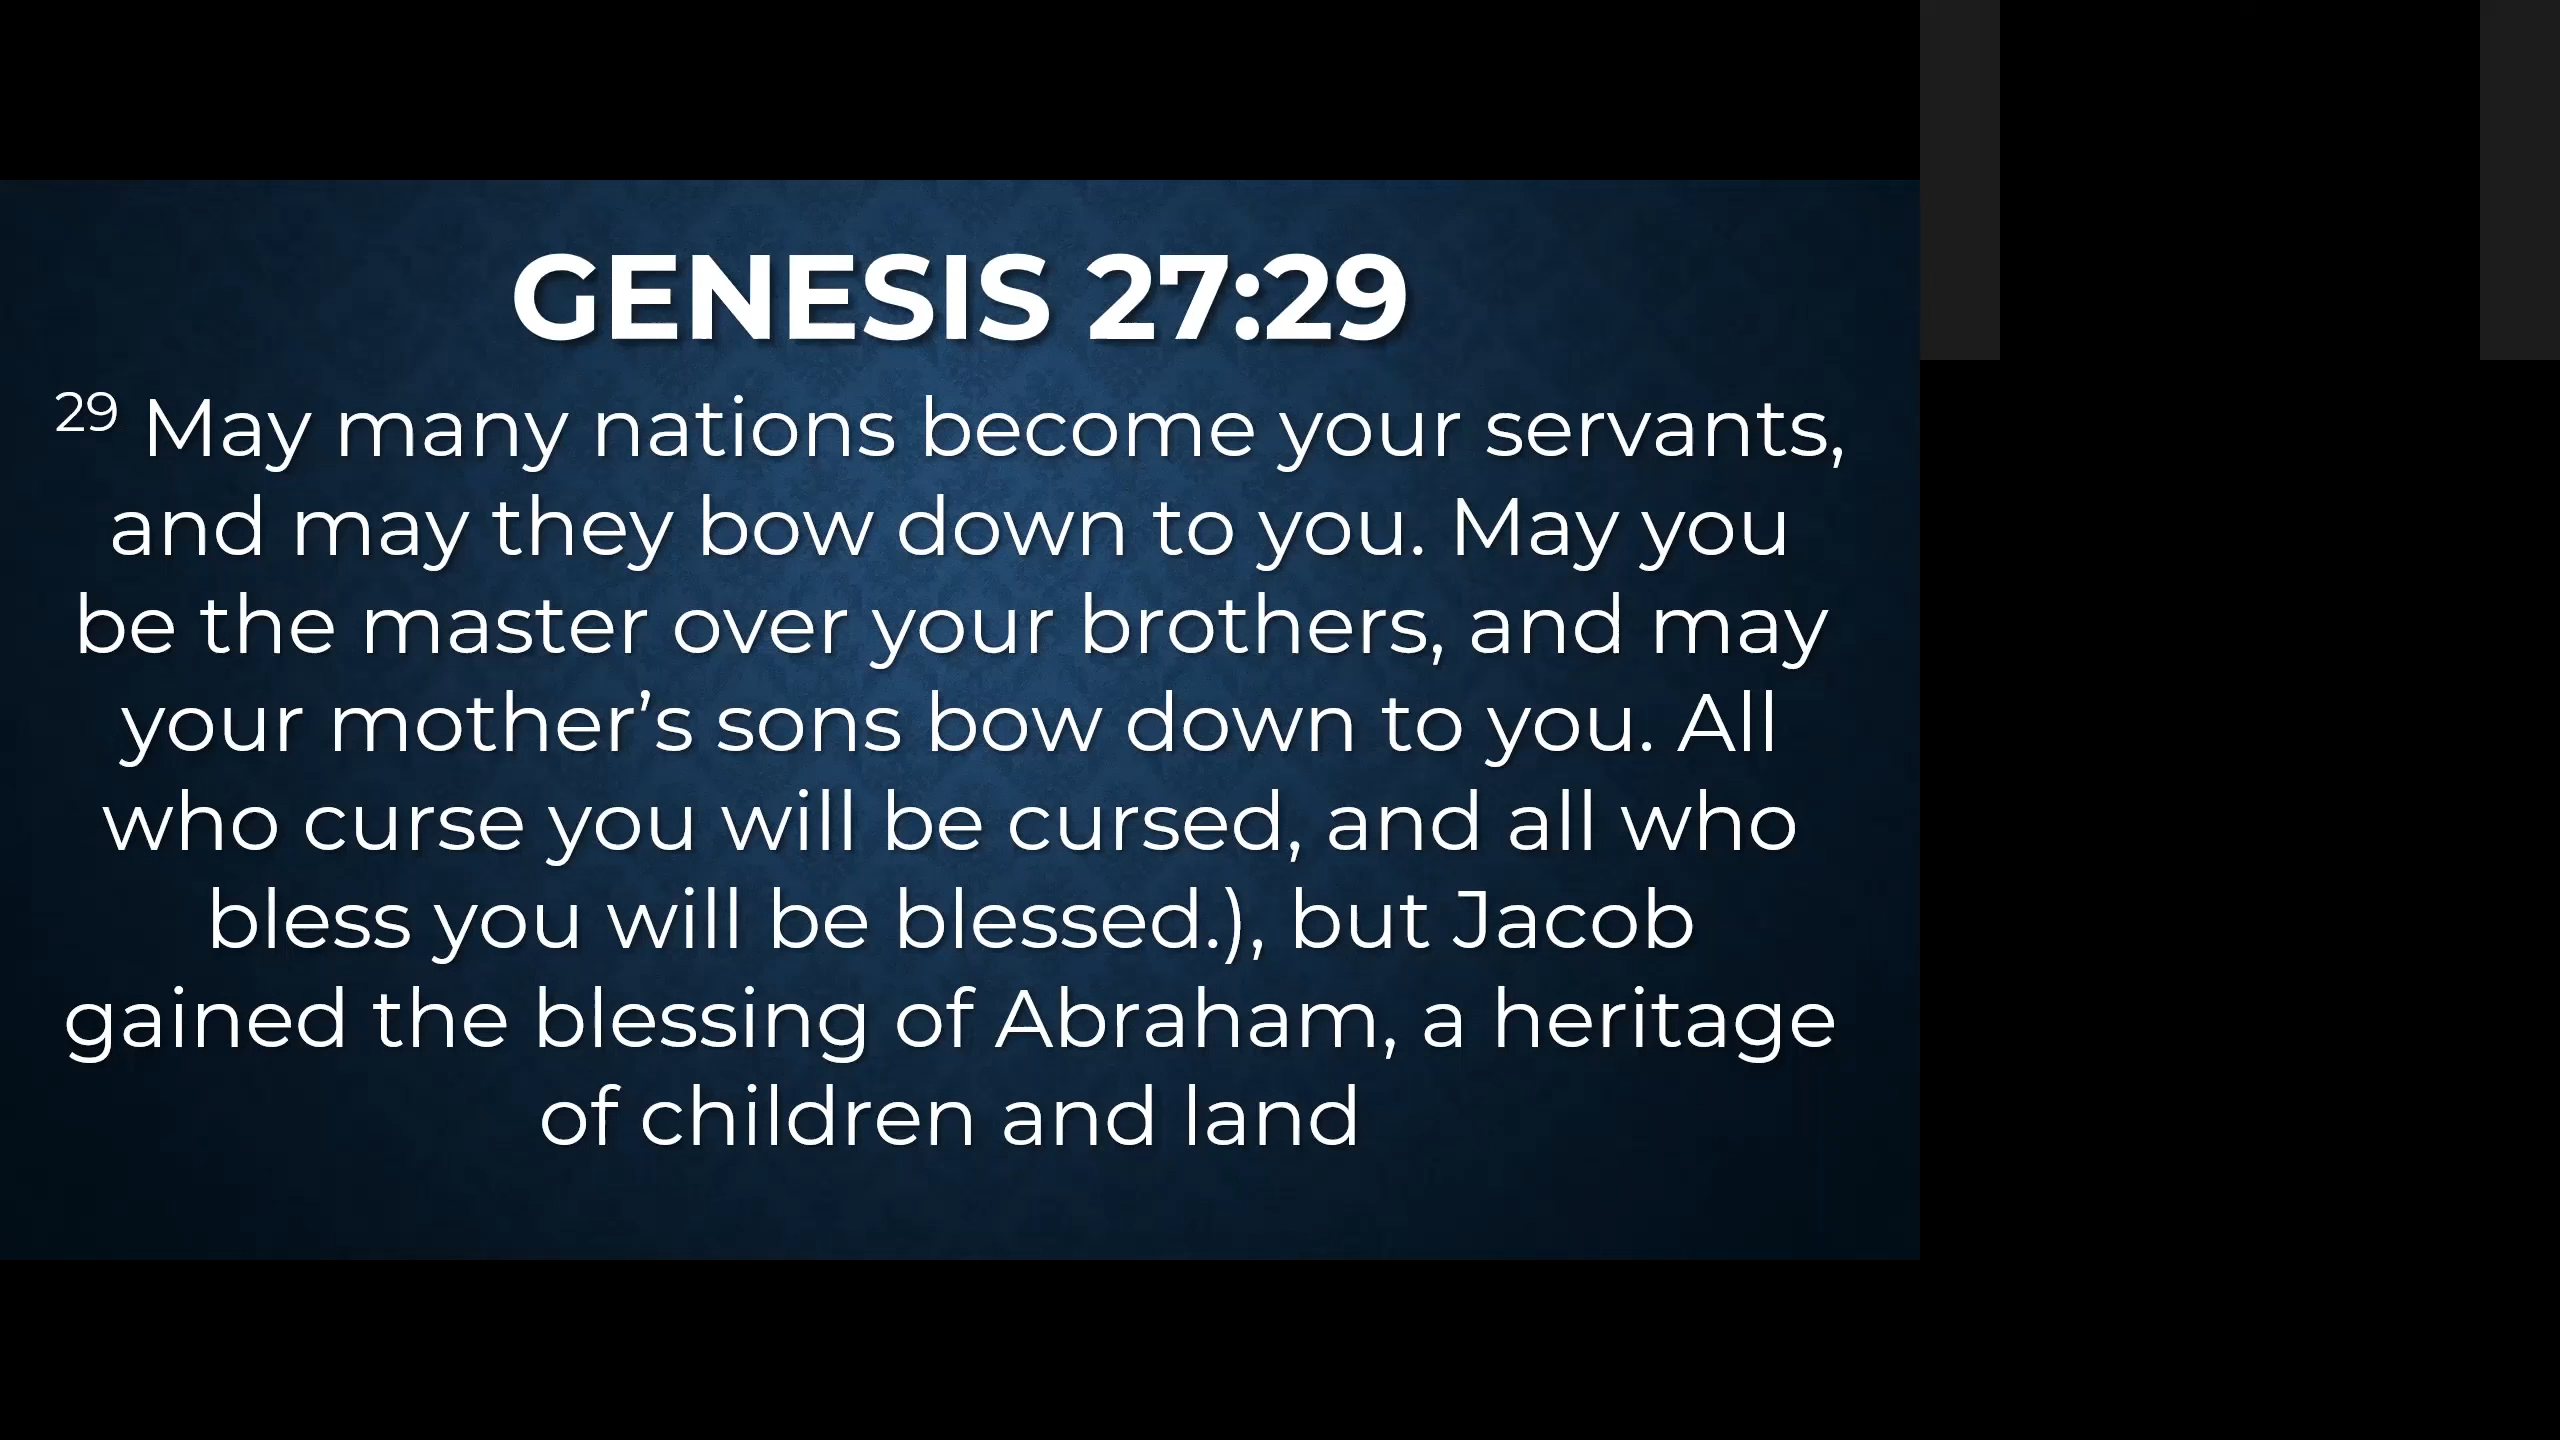 GENESIS 27:29
29 May many nations become your servants,
and may they bow down to you. May you
be the master over your brothers, and may
your mother’s sons bow down to you. All
who curse you will be cursed, and all who
bless you will be blessed.), but Jacob
gained the blessing of Abraham, a heritage
of children and land